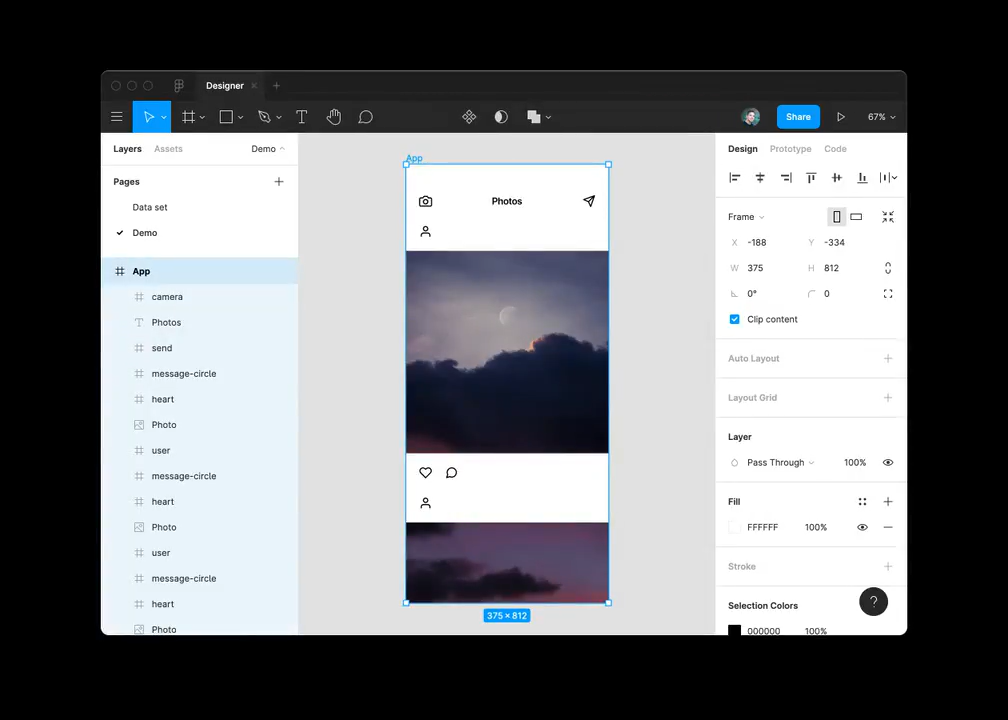 Designer
Share
67%
Layers Assets Demo
Pages
Data set
Demo
App
camera
Photos
send
message-circle
heart
Photo
user
message-circle
heart
Photo
user
message-circle
heart
Photo
App
Photos
375 × 812
Design Prototype Code
Frame
X -188 Y -334
W 375 H 812
0° 0
Clip content
Auto Layout
Layout Grid
Layer
Pass Through 100%
Fill
FFFFFF 100%
Stroke
Selection Colors
?
000000 100%